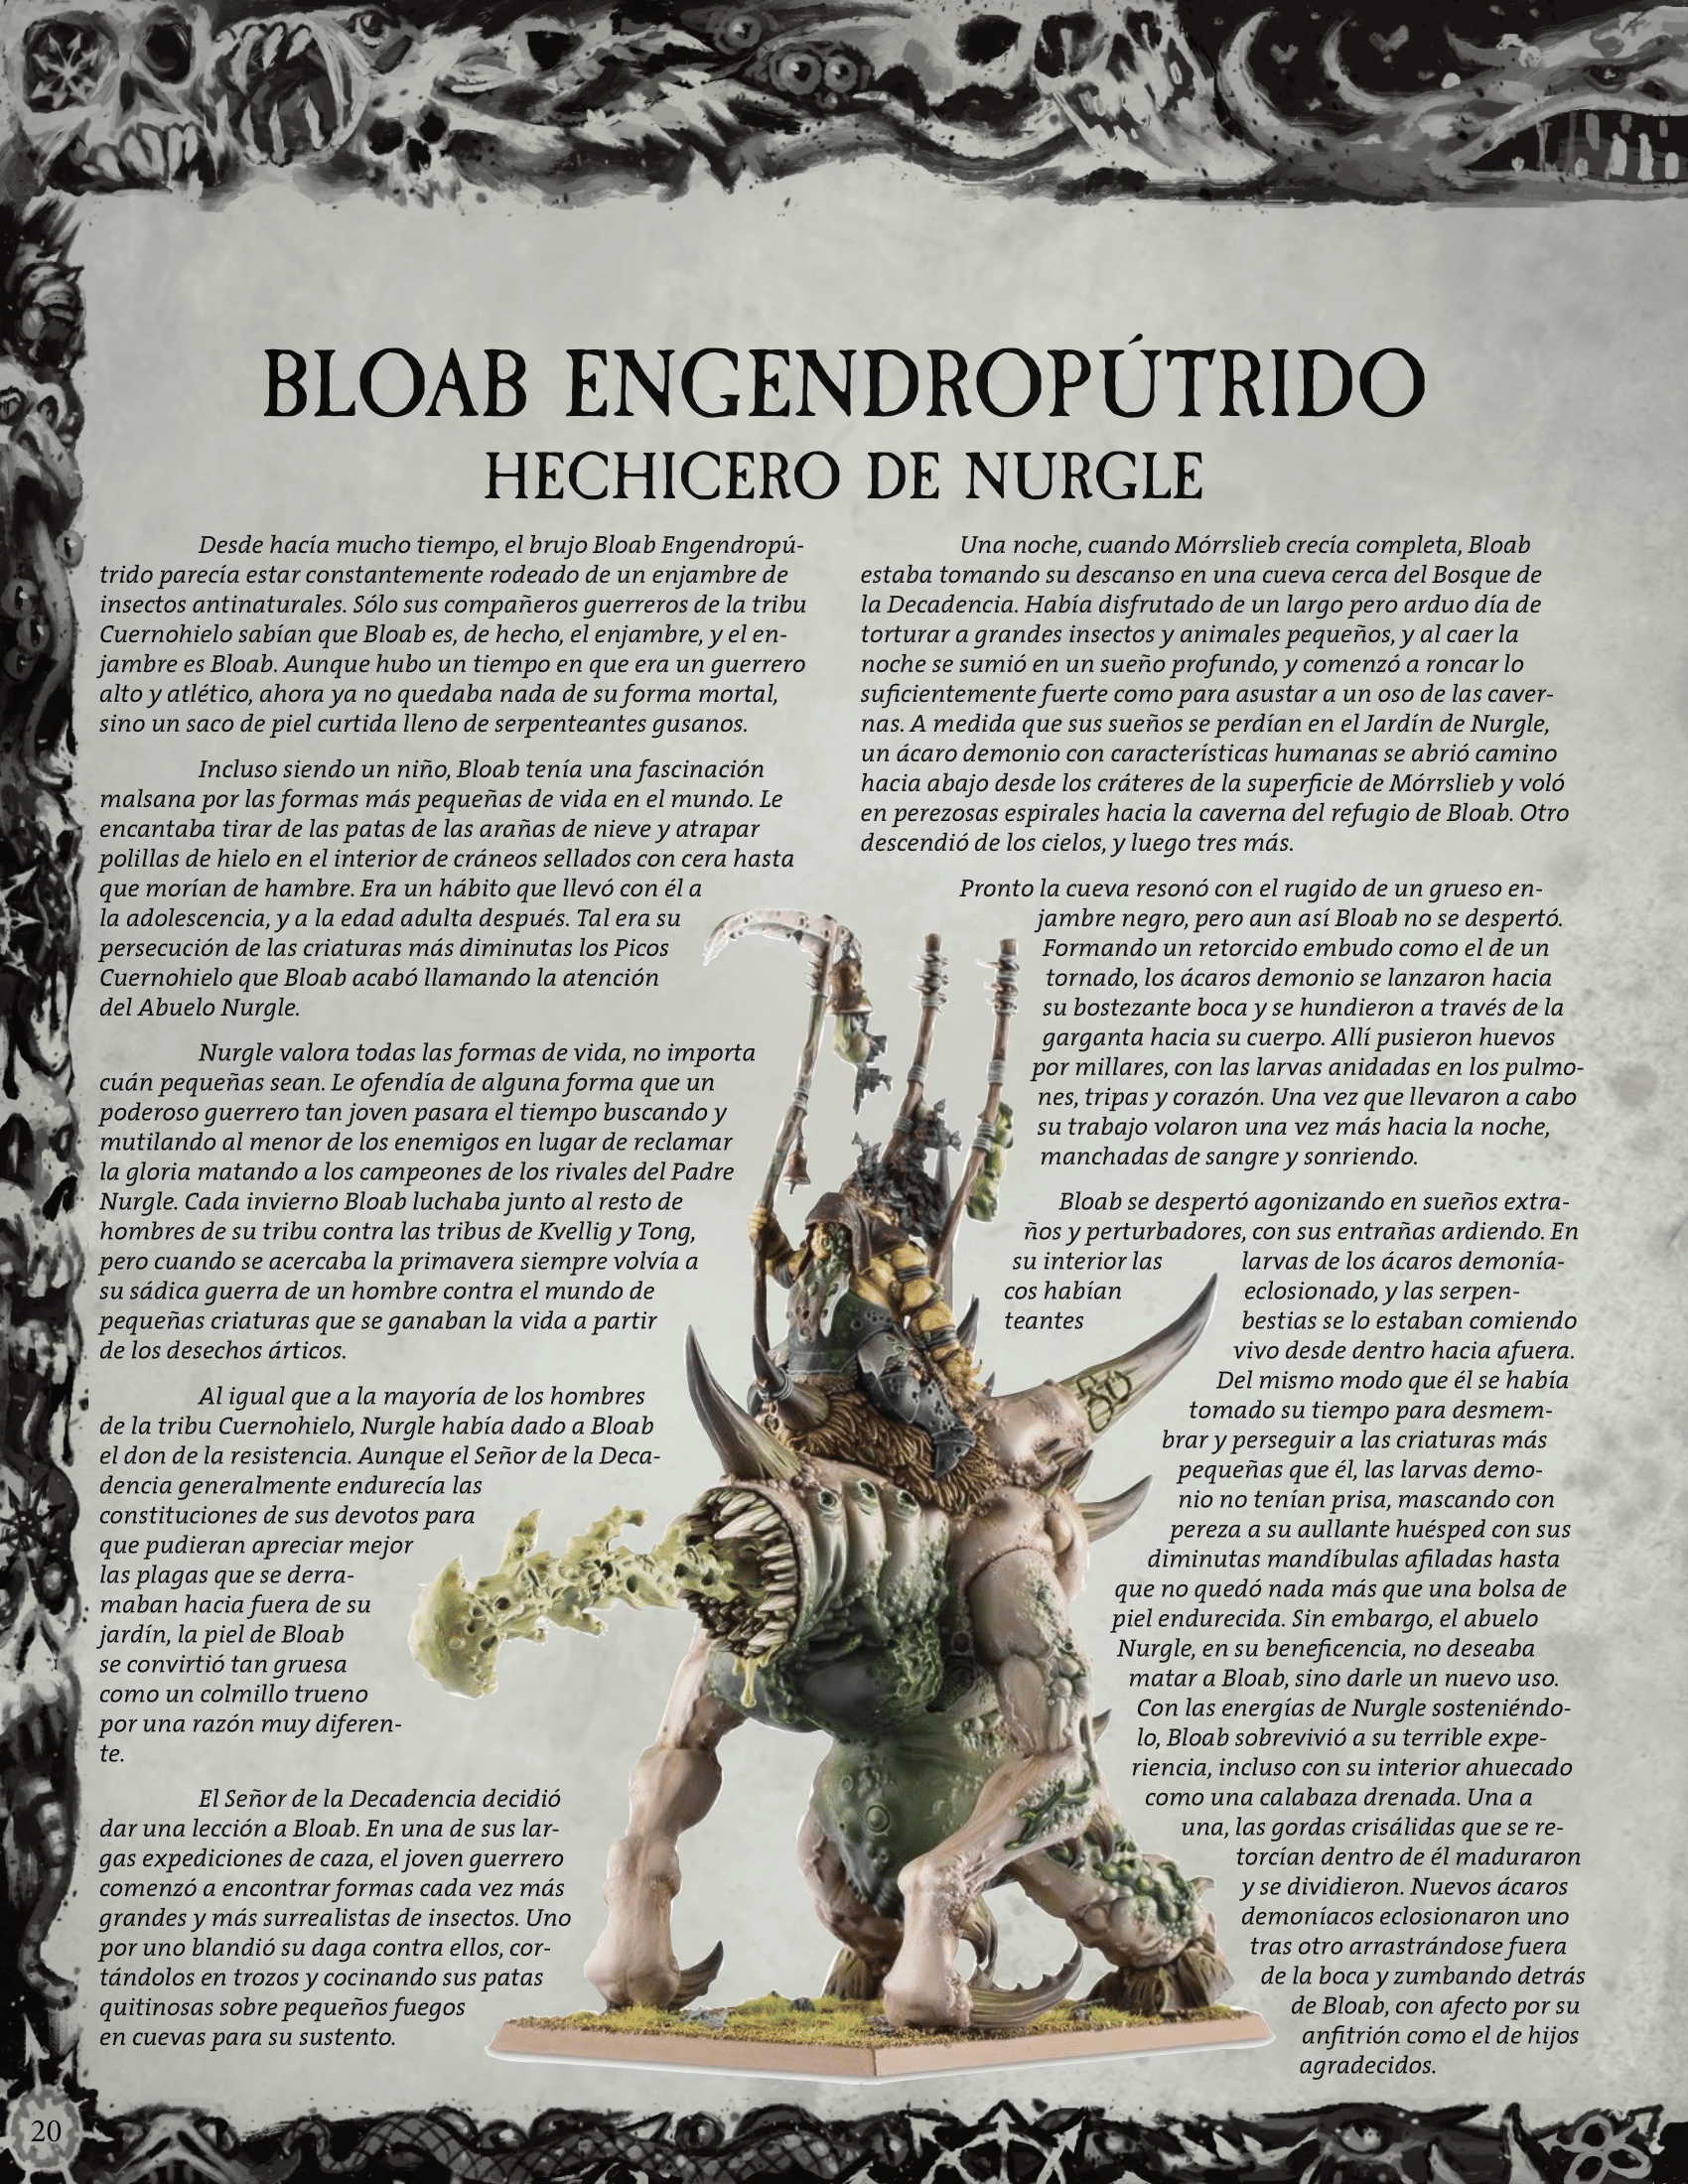 BLOAB ENGENDROPÚTRIDO
HECHICERO DE NURGLE
Desde hacía mucho tiempo, el brujo Bloab Engendropú-
trido parecía estar constantemente rodeado de un enjambre de
insectos antinaturales. Sólo sus compañeros guerreros de la tribu
Cuernohielo sabían que Bloab es, de hecho, el enjambre, y el en-
jambre es Bloab. Aunque hubo un tiempo en que era un guerrero
alto y atlético, ahora ya no quedaba nada de su forma mortal,
sino un saco de piel curtida lleno de serpenteantes gusanos.
Incluso siendo un niño, Bloab tenía una fascinación
malsana por las formas más pequeñas de vida en el mundo. Le
encantaba tirar de las patas de las arañas de nieve y atrapar
polillas de hielo en el interior de cráneos sellados con cera hasta
que morían de hambre. Era un hábito que llevó con él a
la adolescencia, y a la edad adulta después. Tal era su
persecución de las criaturas más diminutas los Picos
Cuernohielo que Bloab acabó llamando la atención
del Abuelo Nurgle.
Nurgle valora todas las formas de vida, no importa
cuán pequeñas sean. Le ofendía de alguna forma que un
poderoso guerrero tan joven pasara el tiempo buscando y
mutilando al menor de los enemigos en lugar de reclamar
la gloria matando a los campeones de los rivales del Padre
Nurgle. Cada invierno Bloab luchaba junto al resto de
hombres de su tribu contra las tribus de Kvellig y Tong,
pero cuando se acercaba la primavera siempre volvía a
su sádica guerra de un hombre contra el mundo de
pequeñas criaturas que se ganaban la vida a partir
de los desechos árticos.
Al igual que a la mayoría de los hombres
de la tribu Cuernohielo, Nurgle había dado a Bloab
el don de la resistencia. Aunque el Señor de la Deca-
dencia generalmente endurecía las
constituciones de sus devotos para
que pudieran apreciar mejor
las plagas que se derra-
maban hacia fuera de su
jardín, la piel de Bloab
se convirtió tan gruesa
como un colmillo trueno
por una razón muy diferen-
te.
El Señor de la Decadencia decidió
dar una lección a Bloab. En una de sus lar-
gas expediciones de caza, el joven guerrero
comenzó a encontrar formas cada vez más
grandes y más surrealistas de insectos. Uno
por uno blandió su daga contra ellos, cor-
tándolos en trozos y cocinando sus patas
quitinosas sobre pequeños fuegos
en cuevas para su sustento.
Una noche, cuando Mórrslieb crecía completa, Bloab
estaba tomando su descanso en una cueva cerca del Bosque de
la Decadencia. Había disfrutado de un largo pero arduo día de
torturar a grandes insectos y animales pequeños, y al caer la
noche se sumió en un sueño profundo, y comenzó a roncar lo
suficientemente fuerte como para asustar a un oso de las caver-
nas. A medida que sus sueños se perdían en el Jardín de Nurgle,
un ácaro demonio con características humanas se abrió camino
hacia abajo desde los cráteres de la superficie de Mórrslieb y voló
en perezosas espirales hacia la caverna del refugio de Bloab. Otro
descendió de los cielos, y luego tres más.
Pronto la cueva resonó con el rugido de un grueso en-
jambre negro, pero aun así Bloab no se despertó.
Formando un retorcido embudo como el de un
tornado, los ácaros demonio se lanzaron hacia
su bostezante boca y se hundieron a través de la
garganta hacia su cuerpo. Allí pusieron huevos
por millares, con las larvas anidadas en los pulmo-
nes, tripas y corazón. Una vez que llevaron a cabo
su trabajo volaron una vez más hacia la noche,
manchadas de sangre y sonriendo.
Bloab se despertó agonizando en sueños extra-
ños y perturbadores, con sus entrañas ardiendo. En
su interior las larvas de los ácaros demonía-
cos habían eclosionado, y las serpen-
teantes bestias se lo estaban comiendo
vivo desde dentro hacia afuera.
Del mismo modo que él se había
tomado su tiempo para desmem-
brar y perseguir a las criaturas más
pequeñas que él, las larvas demo-
nio no tenían prisa, mascando con
pereza a su aullante huésped con sus
diminutas mandíbulas afiladas hasta
que no quedó nada más que una bolsa de
piel endurecida. Sin embargo, el abuelo
Nurgle, en su beneficencia, no deseaba
matar a Bloab, sino darle un nuevo uso.
Con las energías de Nurgle sosteniéndo-
lo, Bloab sobrevivió a su terrible expe-
riencia, incluso con su interior ahuecado
como una calabaza drenada. Una a
una, las gordas crisálidas que se re-
torcían dentro de él maduraron
y se dividieron. Nuevos ácaros
demoníacos eclosionaron uno
tras otro arrastrándose fuera
de la boca y zumbando detrás
de Bloab, con afecto por su
anfitrión como el de hijos
agradecidos.
20